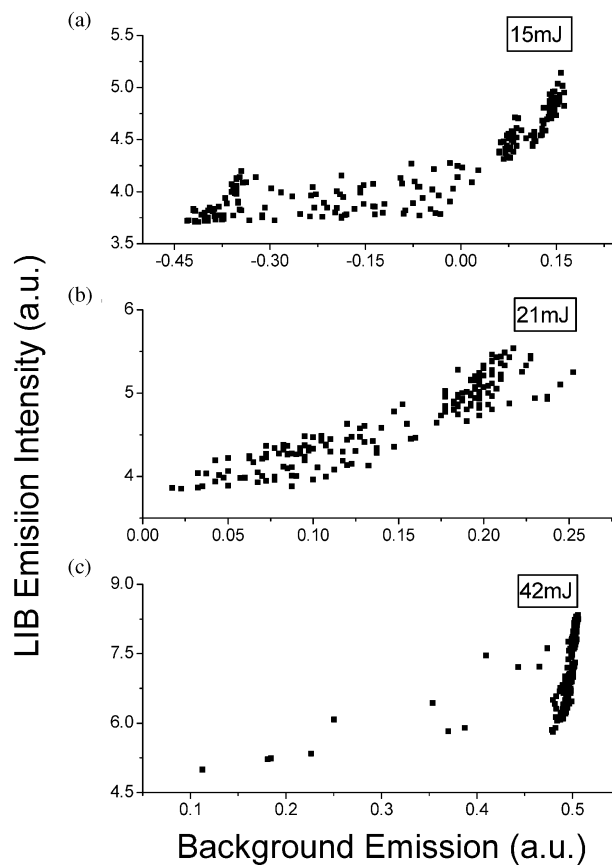 (a)
15mJ
5.5
5.0
4.5
4.0
3.5
-0.45 -0.30 -0.15 0.00 0.15
(b)
21mJ
6
5
4
0.00 0.05 0.10 0.15 0.20 0.25
(c)
42mJ
9.0
7.5
6.0
4.5
0.1 0.2 0.3 0.4 0.5
LIB Emisiion Intensity (a.u.)
Background Emission (a.u.)